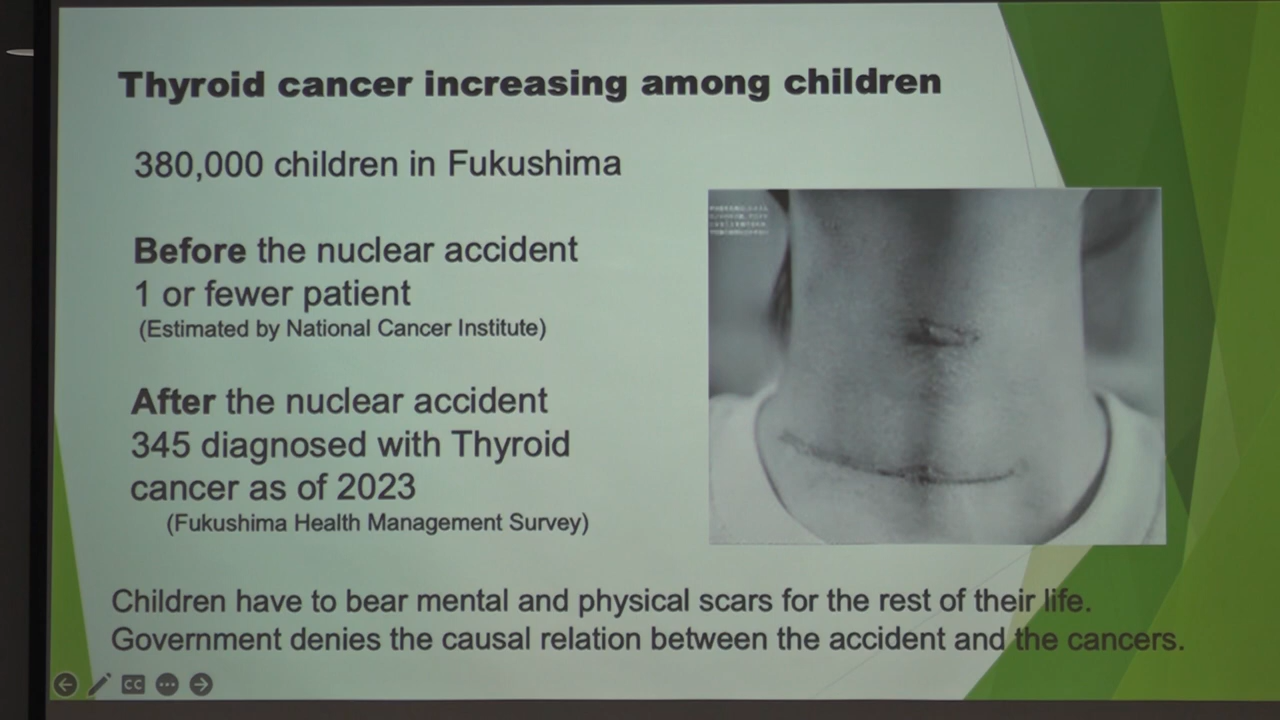 Thyroid cancer increasing among children
380,000 children in Fukushima
Before the nuclear accident
1 or fewer patient
(Estimated by National Cancer Institute)
After the nuclear accident
345 diagnosed with Thyroid
cancer as of 2023
(Fukushima Health Management Survey)
Children have to bear mental and physical scars for the rest of their life.
Government denies the causal relation between the accident and the cancers.
CC